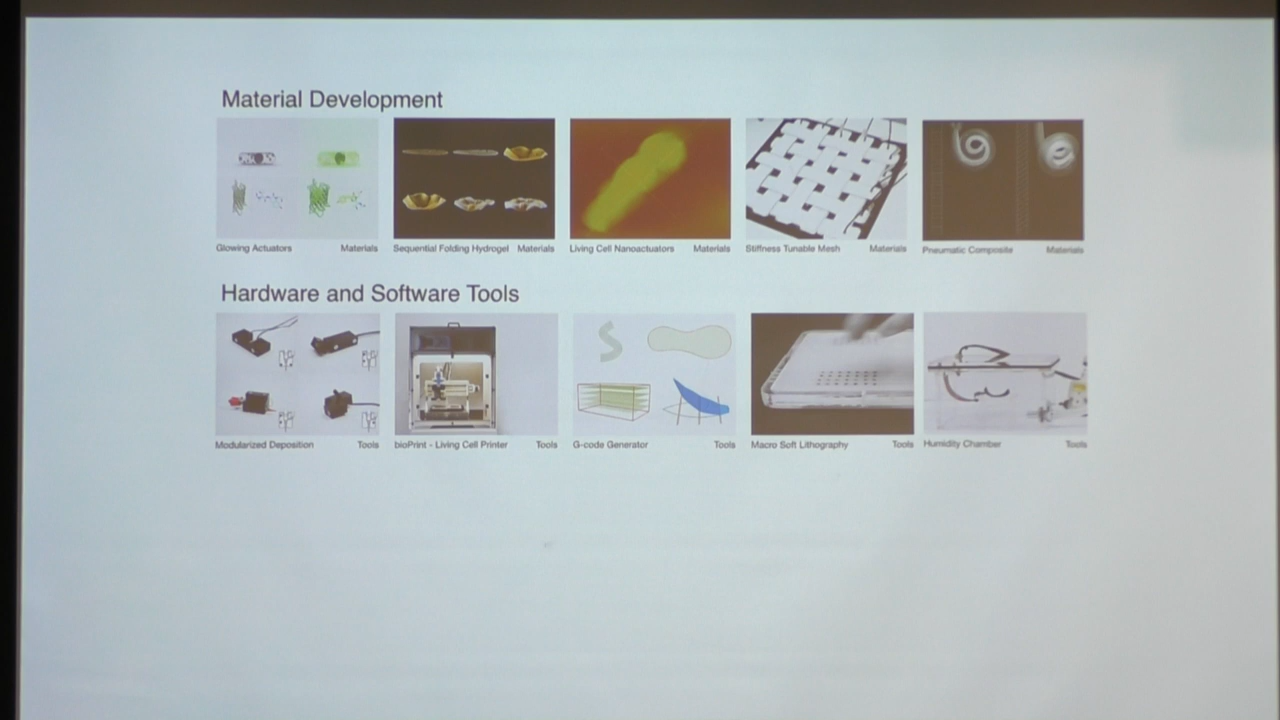 Material Development
Glowing Actuators Materials
Sequential Folding Hydrogel Materials
Living Cell Nanoactuators Materials
Stiffness Tunable Mesh Materials
Pneumatic Composite Materials
Hardware and Software Tools
Modularized Deposition Tools
bioPrint - Living Cell Printer Tools
G-code Generator Tools
Macro Soft Lithography Tools
Humidity Chamber Tools